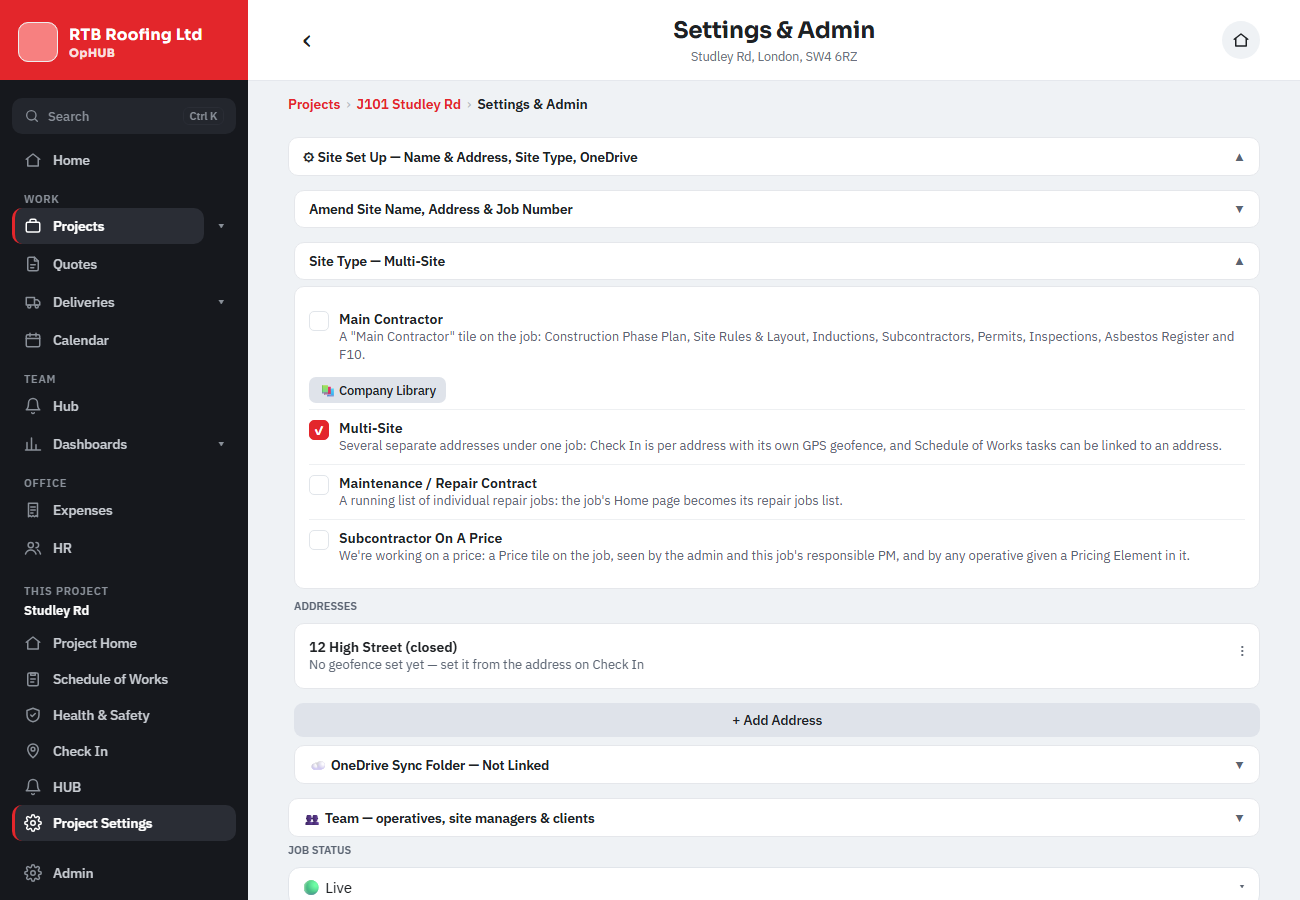 RTB Roofing Ltd
OpHUB
Search
Ctrl K
Home
WORK
Projects
Quotes
Deliveries
Calendar
TEAM
Hub
Dashboards
OFFICE
Expenses
HR
THIS PROJECT
Studley Rd
Project Home
Schedule of Works
Health & Safety
Check In
HUB
Project Settings
Admin
Settings & Admin
Studley Rd, London, SW4 6RZ
Projects › J101 Studley Rd › Settings & Admin
⚙ Site Set Up — Name & Address, Site Type, OneDrive ▲
Amend Site Name, Address & Job Number ▼
Site Type — Multi-Site ▲
Main Contractor
A "Main Contractor" tile on the job: Construction Phase Plan, Site Rules & Layout, Inductions, Subcontractors, Permits, Inspections, Asbestos Register and
F10.
Company Library
Multi-Site
Several separate addresses under one job: Check In is per address with its own GPS geofence, and Schedule of Works tasks can be linked to an address.
Maintenance / Repair Contract
A running list of individual repair jobs: the job's Home page becomes its repair jobs list.
Subcontractor On A Price
We're working on a price: a Price tile on the job, seen by the admin and this job's responsible PM, and by any operative given a Pricing Element in it.
ADDRESSES
12 High Street (closed)
No geofence set yet — set it from the address on Check In
+ Add Address
OneDrive Sync Folder — Not Linked ▼
Team — operatives, site managers & clients ▼
JOB STATUS
Live